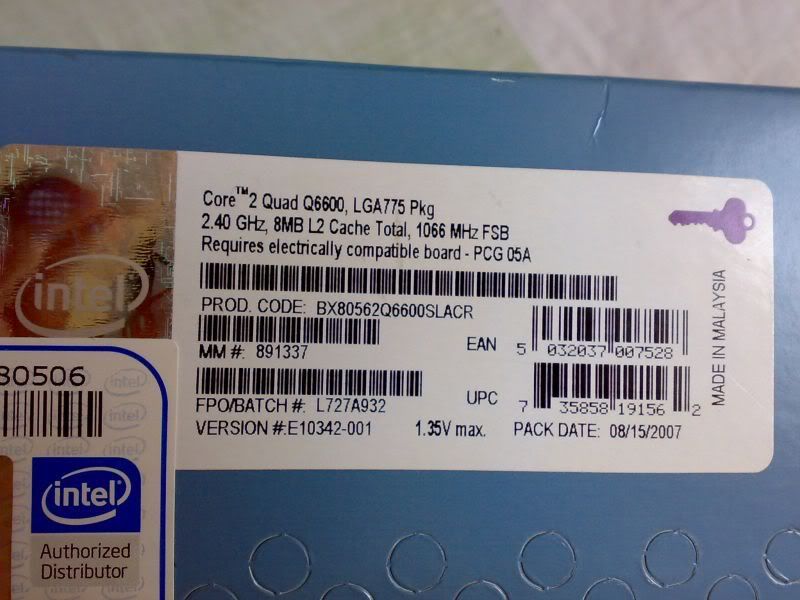 Core™2 Quad Q6600, LGA775 Pkg
2.40 GHz, 8MB L2 Cache Total, 1066 MHz FSB
Requires electrically compatible board - PCG 05A
PROD. CODE: BX80562Q6600SLACR
MM #: 891337
EAN 5 032037 007528
FPO/BATCH #: L727A932
UPC 7 35858 19156 2
VERSION #:E10342-001 1.35V max. PACK DATE: 08/15/2007
MADE IN MALAYSIA
intel
80506
intel
intel
intel
Authorized
Distributor